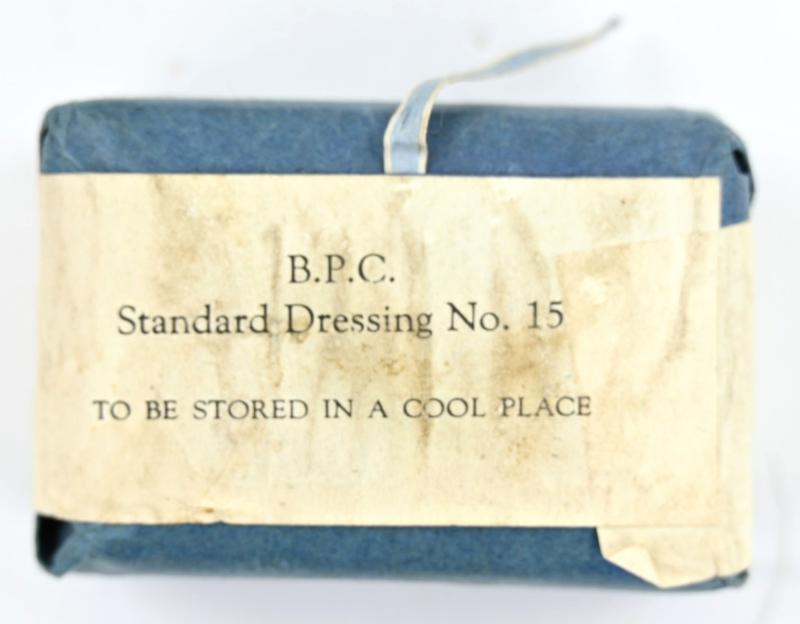 B.P.C.
Standard Dressing No. 15
TO BE STORED IN A COOL PLACE